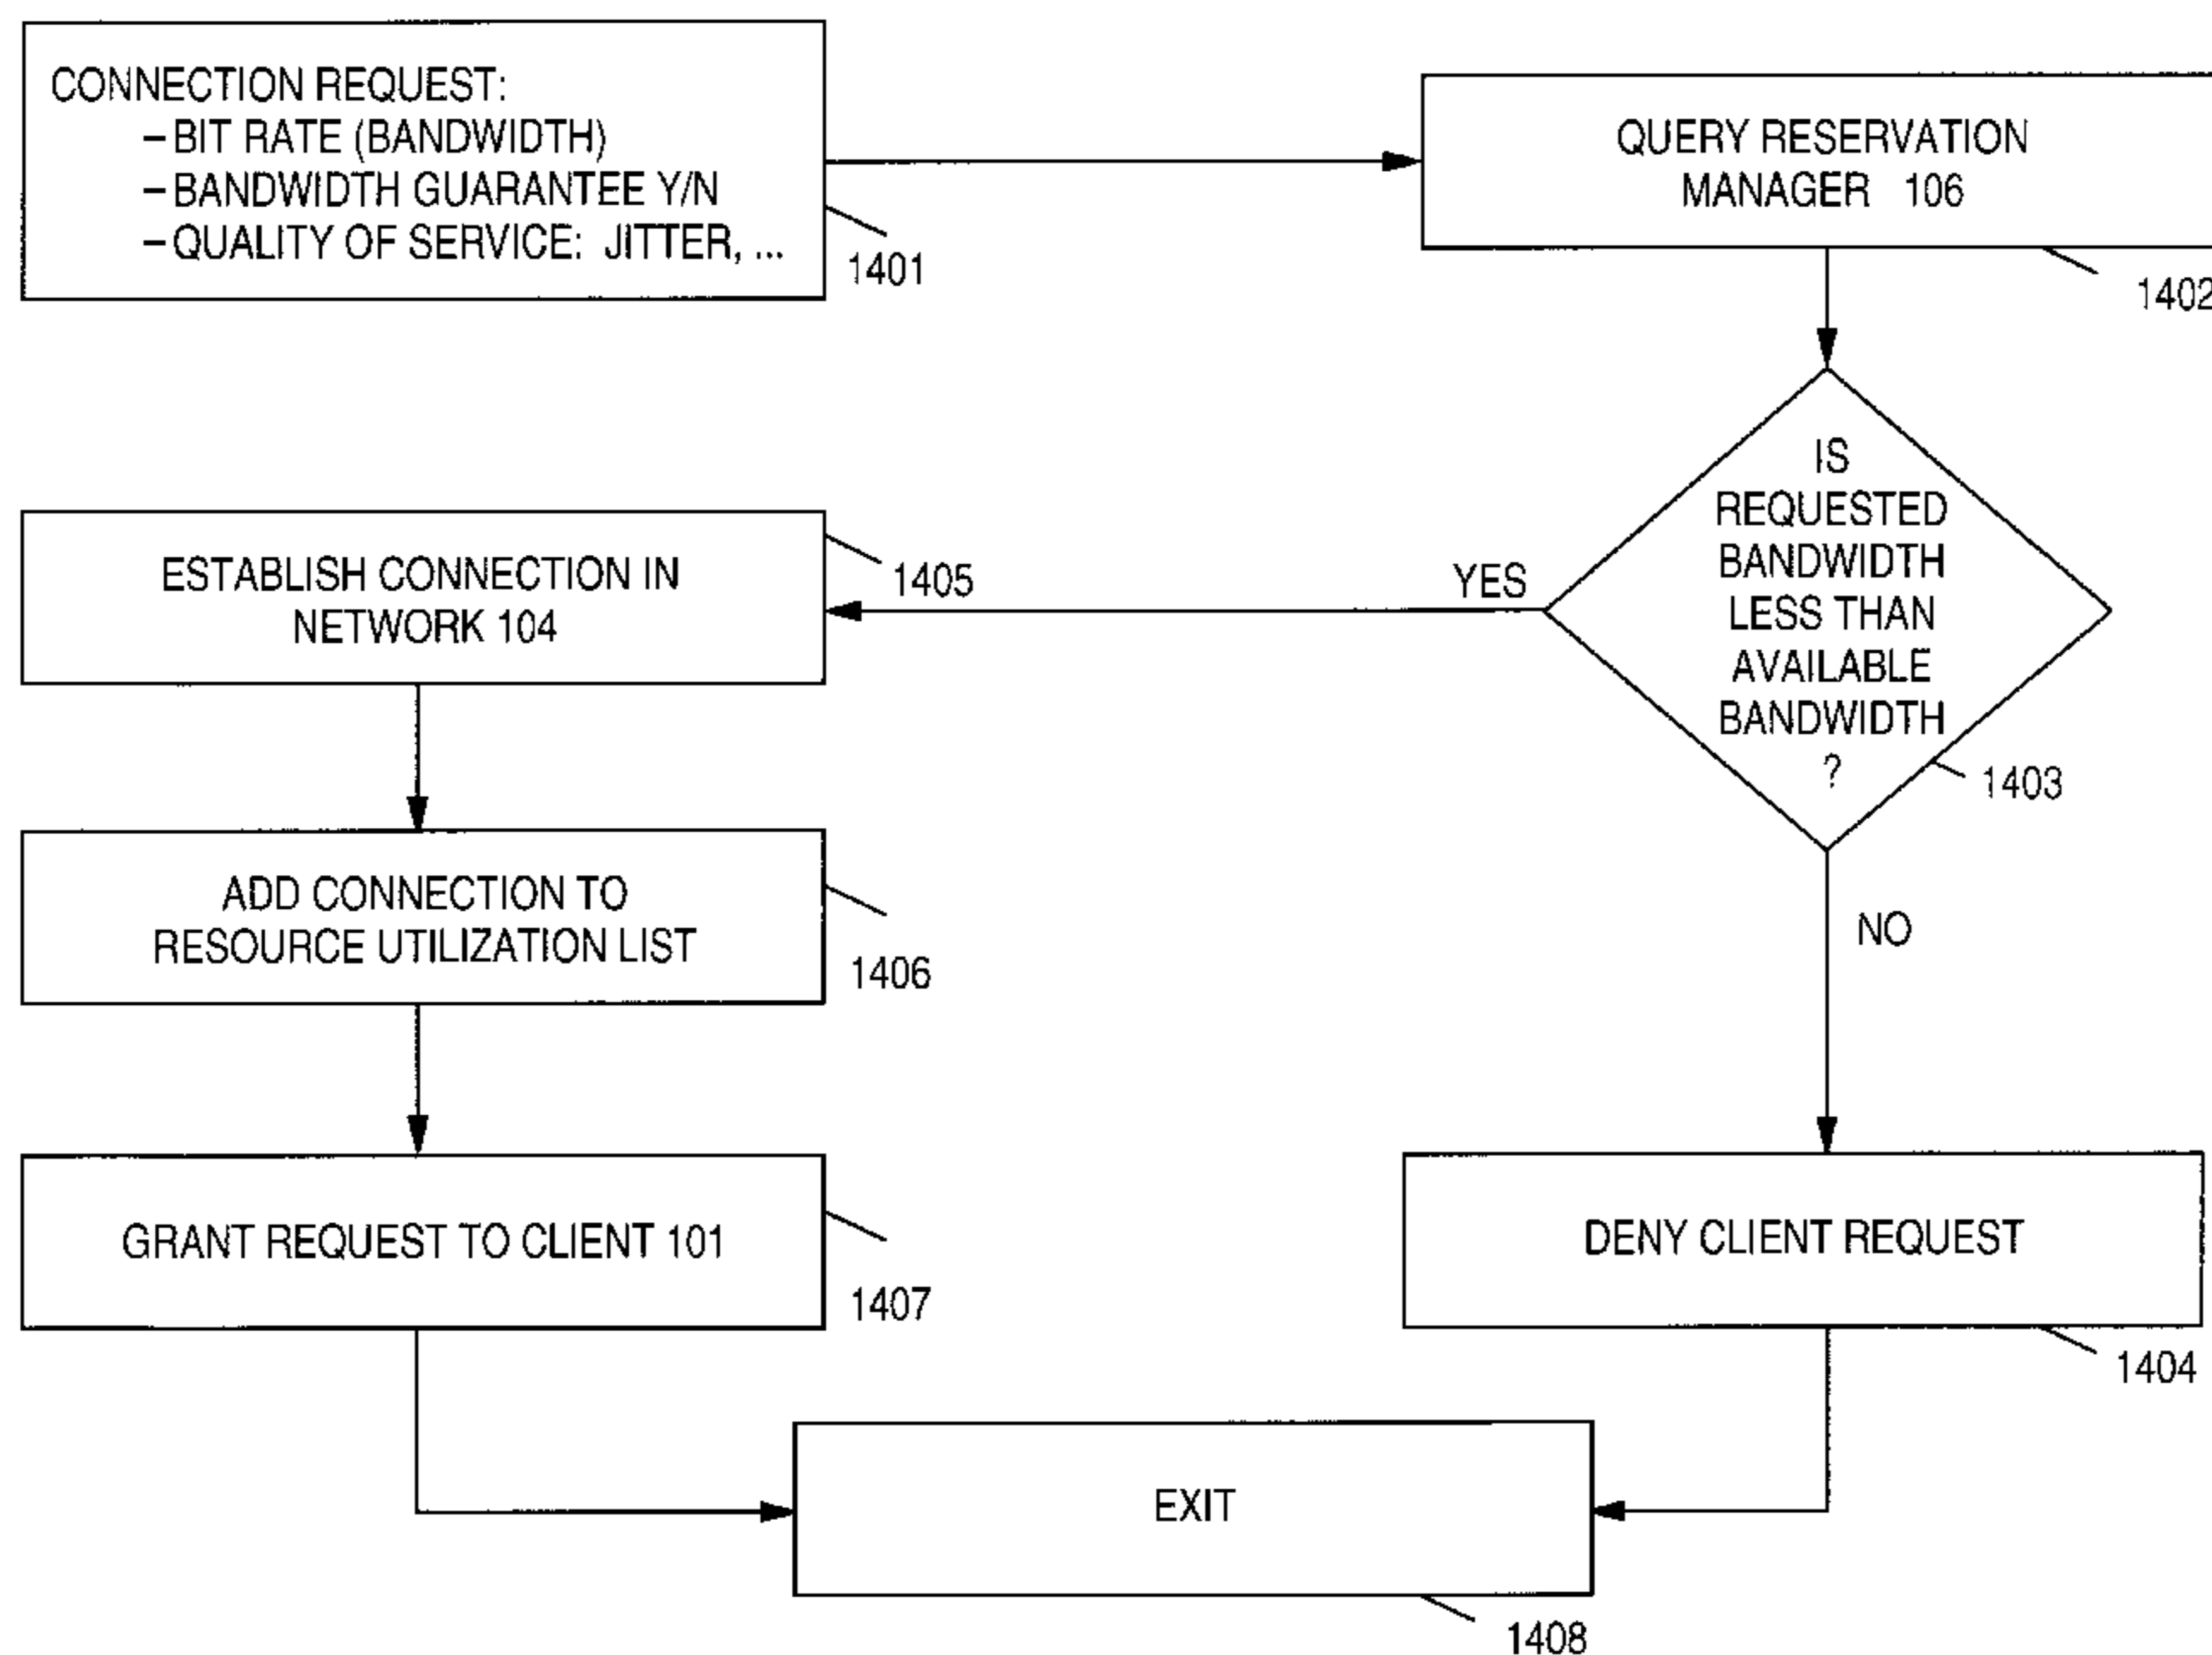 CONNECTION REQUEST:
– BIT RATE (BANDWIDTH)
– BANDWIDTH GUARANTEE Y/N
– QUALITY OF SERVICE: JITTER, ...
1401
QUERY RESERVATION
MANAGER 106
1402
IS
REQUESTED
BANDWIDTH
LESS THAN
AVAILABLE
BANDWIDTH
?
1403
YES
NO
ESTABLISH CONNECTION IN
NETWORK 104
1405
ADD CONNECTION TO
RESOURCE UTILIZATION LIST
1406
GRANT REQUEST TO CLIENT 101
1407
DENY CLIENT REQUEST
1404
EXIT
1408